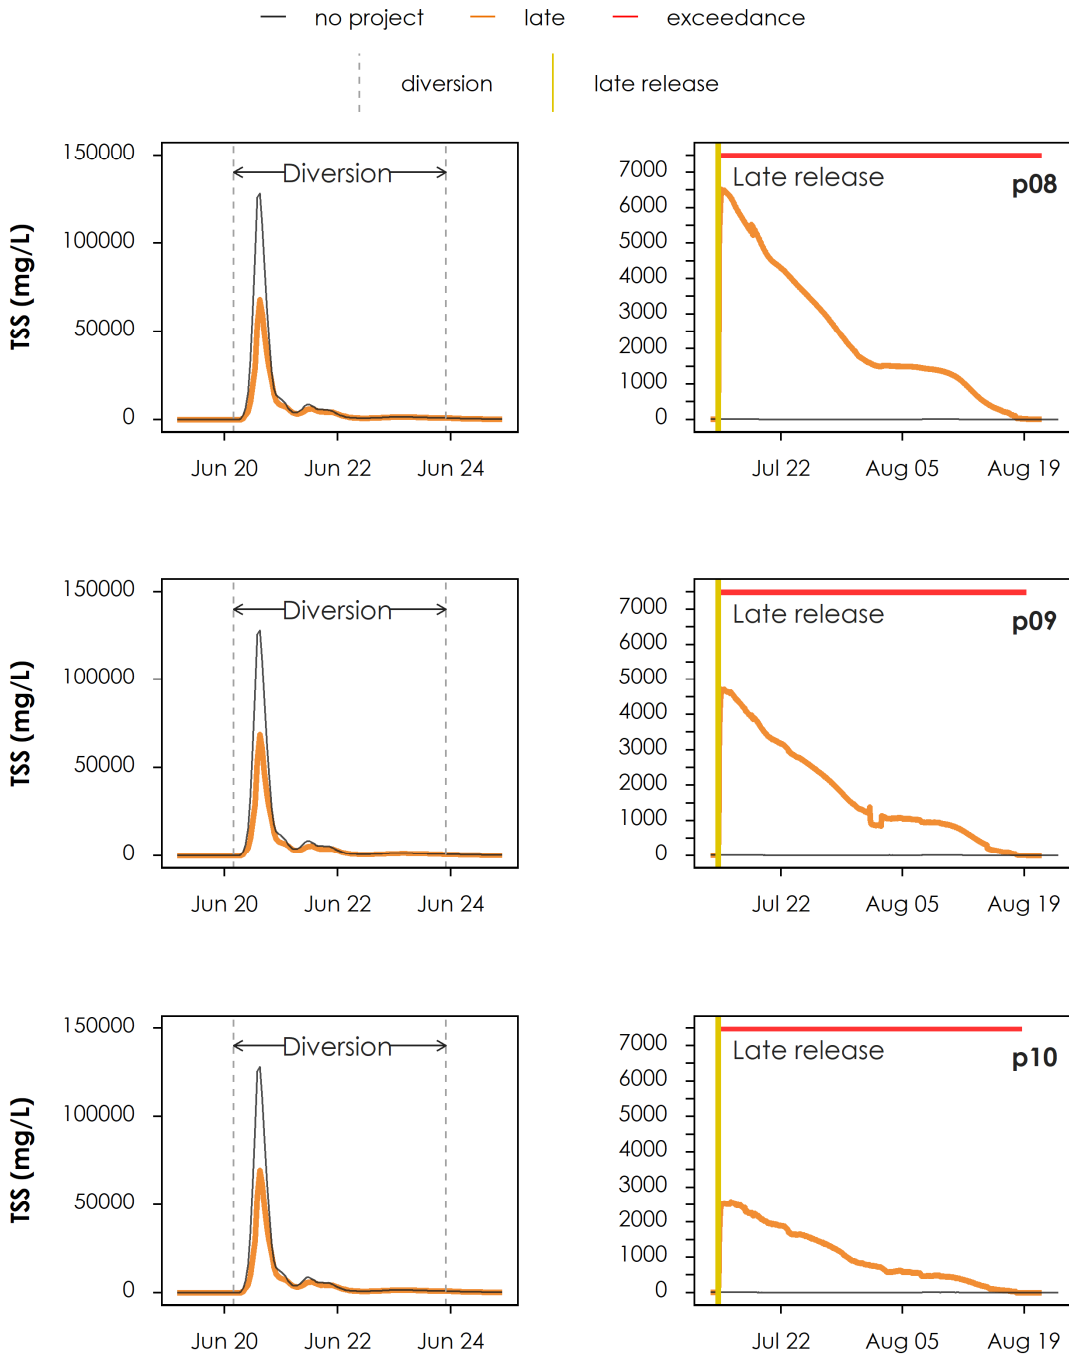 no project late exceedance
diversion late release
TSS (mg/L)
150000
100000
50000
0
Diversion
Jun 20 Jun 22 Jun 24
7000
6000
5000
4000
3000
2000
1000
0
Late release
p08
Jul 22 Aug 05 Aug 19
TSS (mg/L)
150000
100000
50000
0
Diversion
Jun 20 Jun 22 Jun 24
7000
6000
5000
4000
3000
2000
1000
0
Late release
p09
Jul 22 Aug 05 Aug 19
TSS (mg/L)
150000
100000
50000
0
Diversion
Jun 20 Jun 22 Jun 24
7000
6000
5000
4000
3000
2000
1000
0
Late release
p10
Jul 22 Aug 05 Aug 19